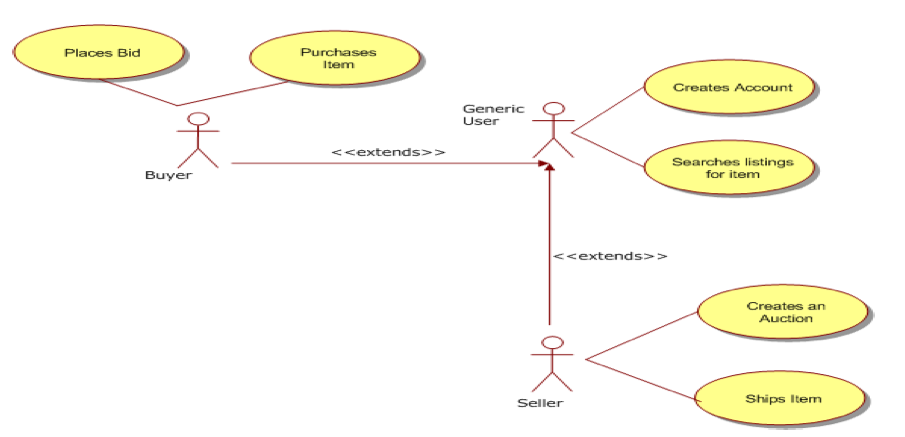 Places Bid
Purchases
Item
Generic
User
Creates Account
<<extends>>
Buyer
Searches listings
for item
<<extends>>
Creates an
Auction
Seller
Ships Item